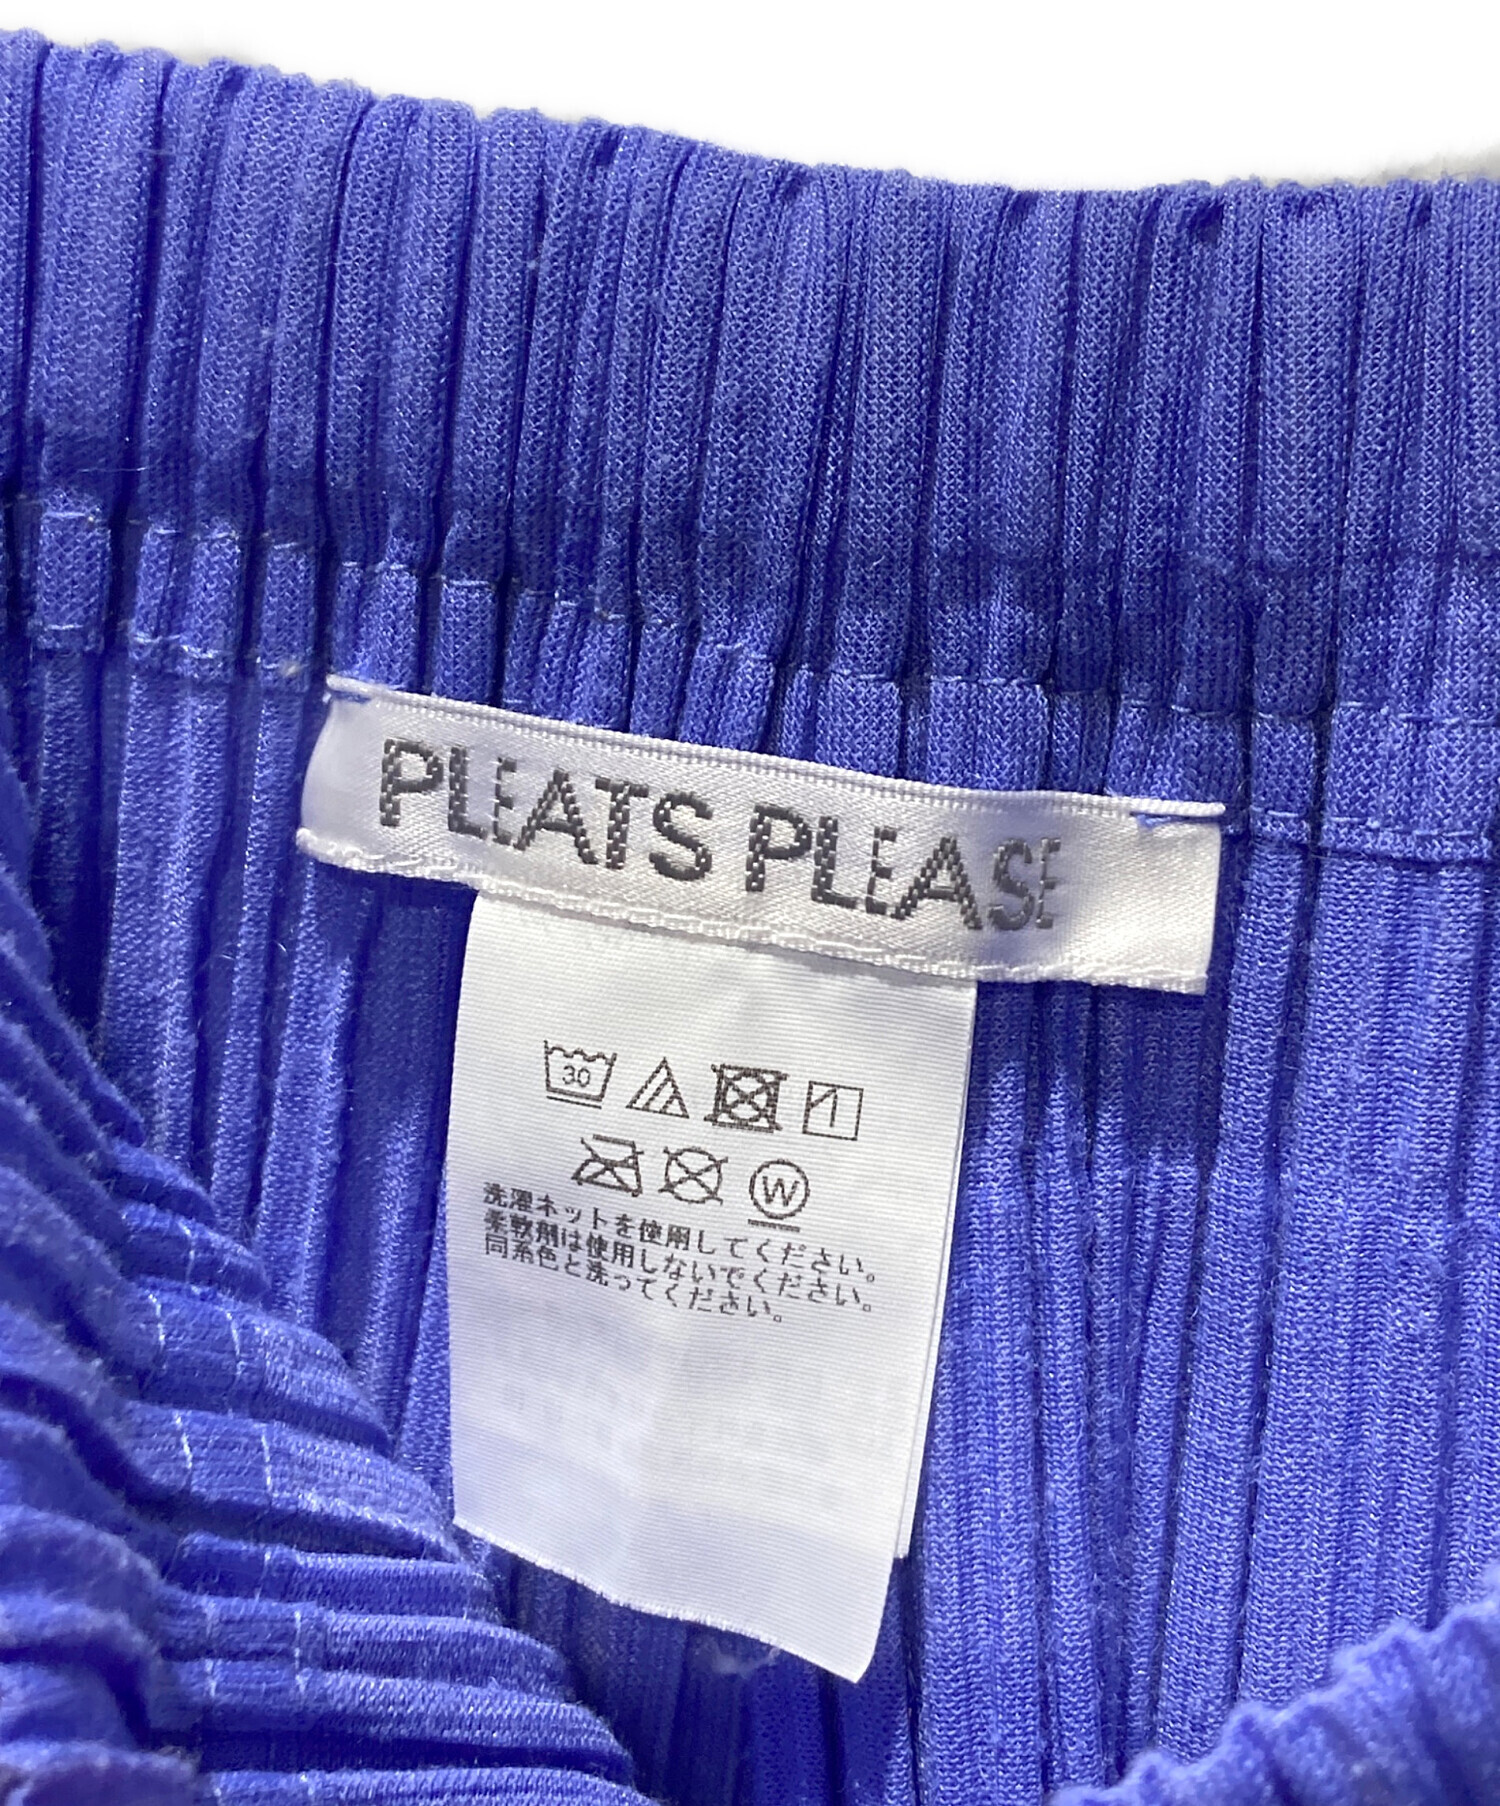 PLEATS PLEASE
30
W
洗濯ネットを使用してください。
柔軟剤は使用しないでください。
同系色と洗ってください。